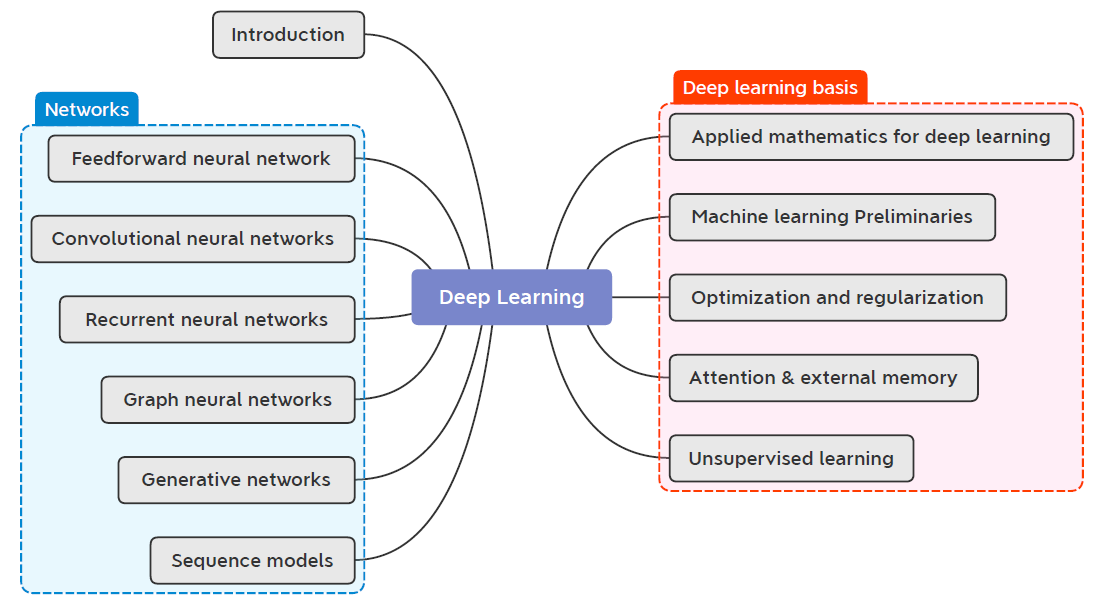 Introduction
Networks
Feedforward neural network
Convolutional neural networks
Recurrent neural networks
Graph neural networks
Generative networks
Sequence models
Deep Learning
Deep learning basis
Applied mathematics for deep learning
Machine learning Preliminaries
Optimization and regularization
Attention & external memory
Unsupervised learning